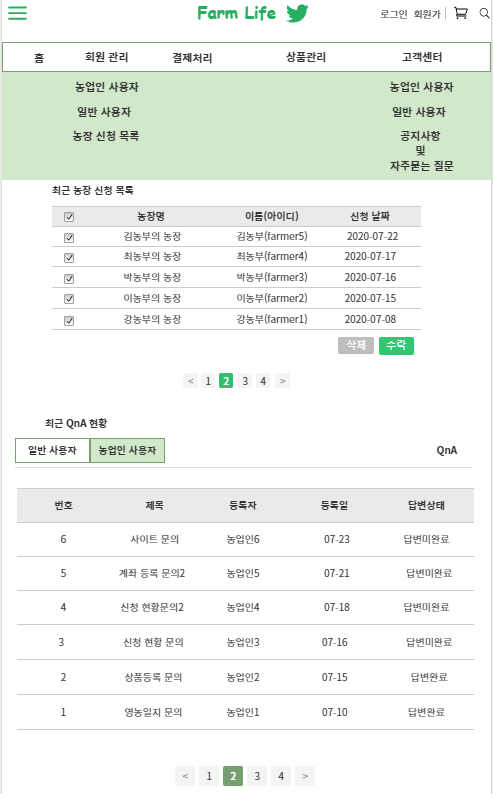 Farm Life
로그인 회원가
홈 회원 관리 결제처리 상품관리 고객센터
농업인 사용자 농업인 사용자
일반 사용자 일반 사용자
농장 신청 목록 공지사항
및
자주묻는 질문
최근 농장 신청 목록
농장명 이름(아이디) 신청 날짜
김농부의 농장 김농부(farmer5) 2020-07-22
최농부의 농장 최농부(farmer4) 2020-07-17
박농부의 농장 박농부(farmer3) 2020-07-16
이농부의 농장 이농부(farmer2) 2020-07-15
강농부의 농장 강농부(farmer1) 2020-07-08
삭제 수락
< 1 2 3 4 >
최근 QnA 현황
일반 사용자 농업인 사용자 QnA
번호 제목 등록자 등록일 답변상태
6 사이트 문의 농업인6 07-23 답변미완료
5 계좌 등록 문의2 농업인5 07-21 답변미완료
4 신청 현황문의2 농업인4 07-18 답변미완료
3 신청 현황 문의 농업인3 07-16 답변미완료
2 상품등록 문의 농업인2 07-15 답변완료
1 영농일지 문의 농업인1 07-10 답변완료
< 1 2 3 4 >